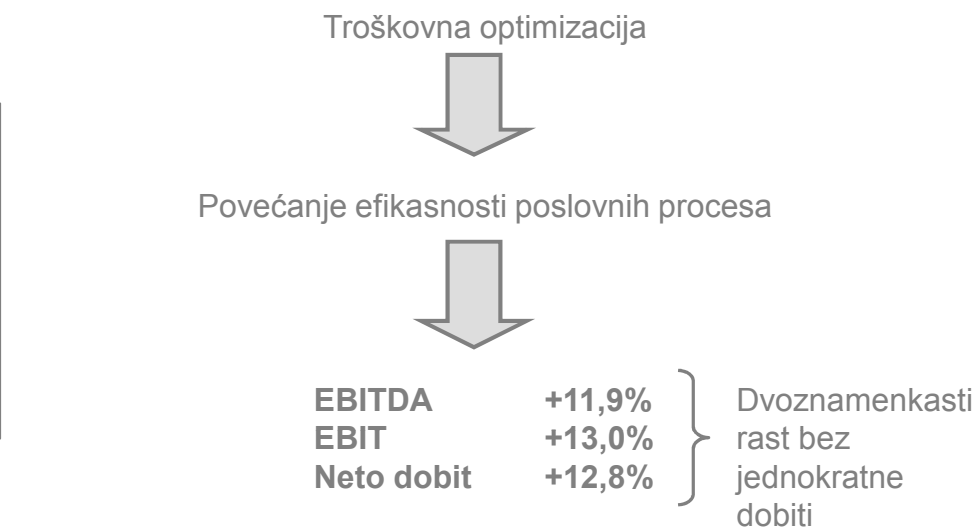 Troškovna optimizacija
Povećanje efikasnosti poslovnih procesa
EBITDA +11,9%
EBIT +13,0%
Neto dobit +12,8%
Dvoznamenkasti
rast bez
jednokratne
dobiti